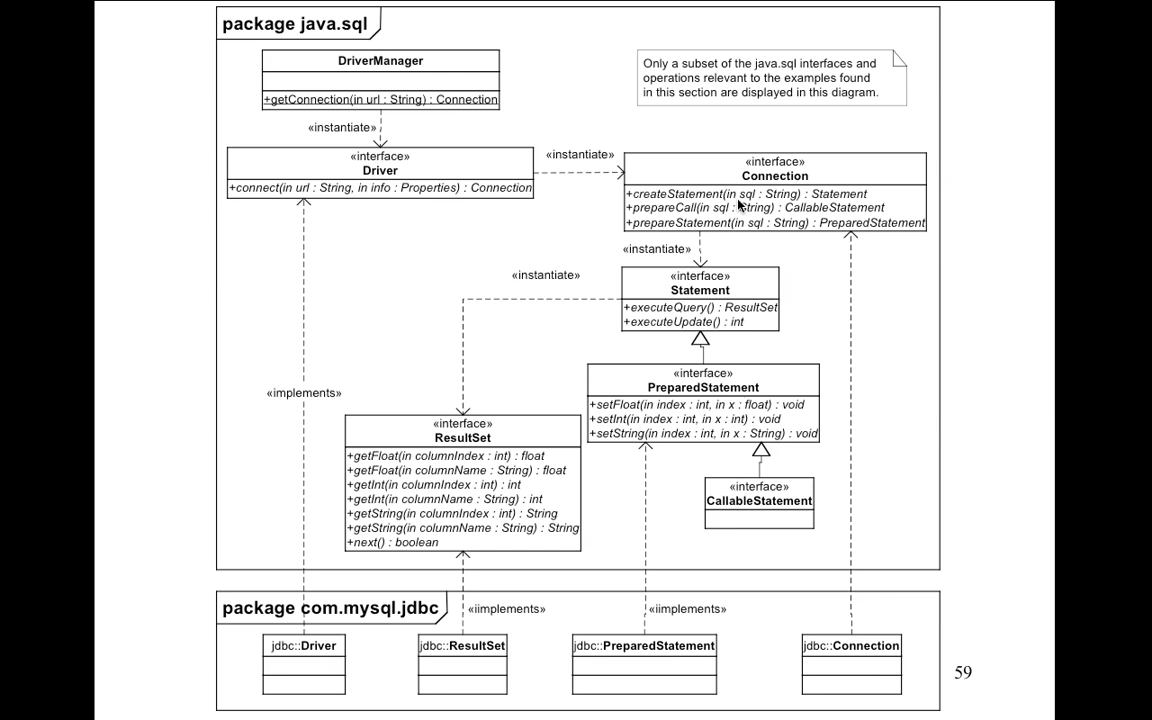 package java.sql
DriverManager
+getConnection(in url : String) : Connection
Only a subset of the java.sql interfaces and
operations relevant to the examples found
in this section are displayed in this diagram.
«instantiate»
«interface»
Driver
+connect(in url : String, in info : Properties) : Connection
«instantiate»
«interface»
Connection
+createStatement(in sql : String) : Statement
+prepareCall(in sql : String) : CallableStatement
+prepareStatement(in sql : String) : PreparedStatement
«instantiate»
«instantiate»
«interface»
Statement
+executeQuery() : ResultSet
+executeUpdate() : int
«interface»
PreparedStatement
+setFloat(in index : int, in x : float) : void
+setInt(in index : int, in x : int) : void
+setString(in index : int, in x : String) : void
«implements»
«interface»
ResultSet
+getFloat(in columnIndex : int) : float
+getFloat(in columnName : String) : float
+getInt(in columnIndex : int) : int
+getInt(in columnName : String) : int
+getString(in columnIndex : int) : String
+getString(in columnName : String) : String
+next() : boolean
«interface»
CallableStatement
package com.mysql.jdbc
«iimplements»
«iimplements»
jdbc::Driver
jdbc::ResultSet
jdbc::PreparedStatement
jdbc::Connection
59